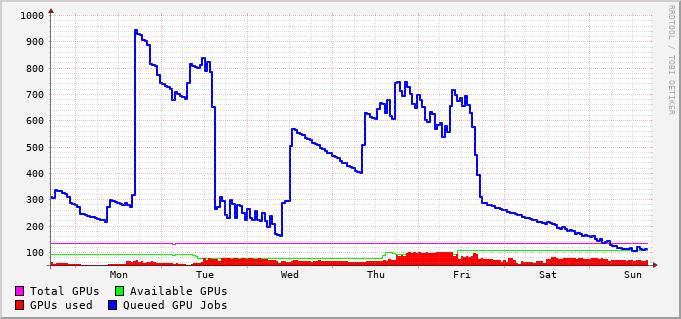 RRDTOOL / TOBI OETIKER
1000
900
800
700
600
500
400
300
200
100
Mon Tue Wed Thu Fri Sat Sun
Total GPUs Available GPUs
GPUs used Queued GPU Jobs